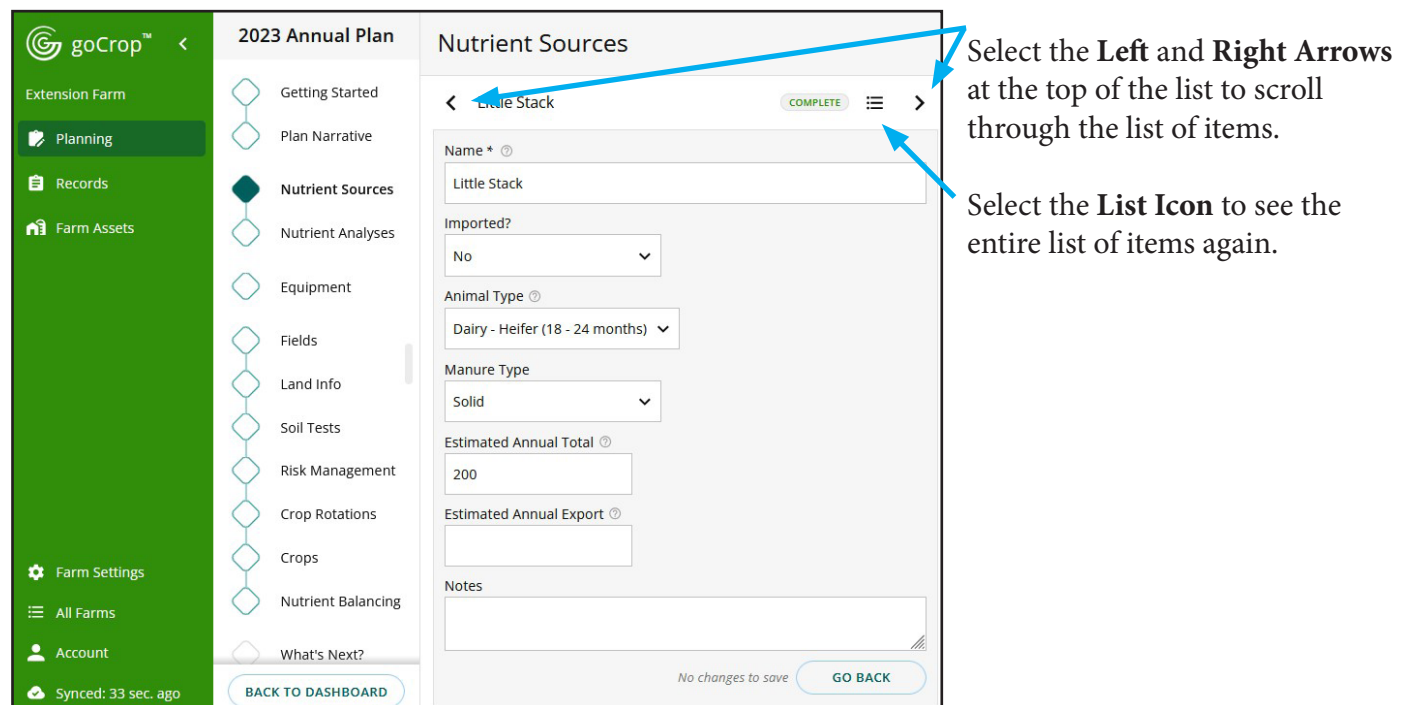 goCrop™
Extension Farm
Planning
Records
Farm Assets
Farm Settings
All Farms
Account
Synced: 33 sec. ago
2023 Annual Plan
Getting Started
Plan Narrative
Nutrient Sources
Nutrient Analyses
Equipment
Fields
Land Info
Soil Tests
Risk Management
Crop Rotations
Crops
Nutrient Balancing
What's Next?
BACK TO DASHBOARD
Nutrient Sources
Little Stack
COMPLETE
Name *
Little Stack
Imported?
No
Animal Type
Dairy - Heifer (18 - 24 months)
Manure Type
Solid
Estimated Annual Total
200
Estimated Annual Export
Notes
No changes to save
GO BACK
Select the Left and Right Arrows
at the top of the list to scroll
through the list of items.
Select the List Icon to see the
entire list of items again.